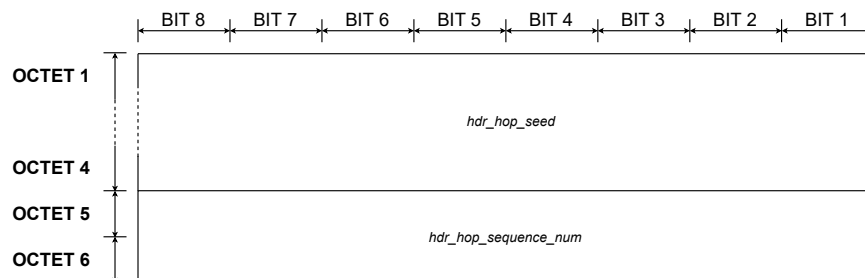 BIT 8 BIT 7 BIT 6 BIT 5 BIT 4 BIT 3 BIT 2 BIT 1
OCTET 1
hdr_hop_seed
OCTET 4
OCTET 5
hdr_hop_sequence_num
OCTET 6